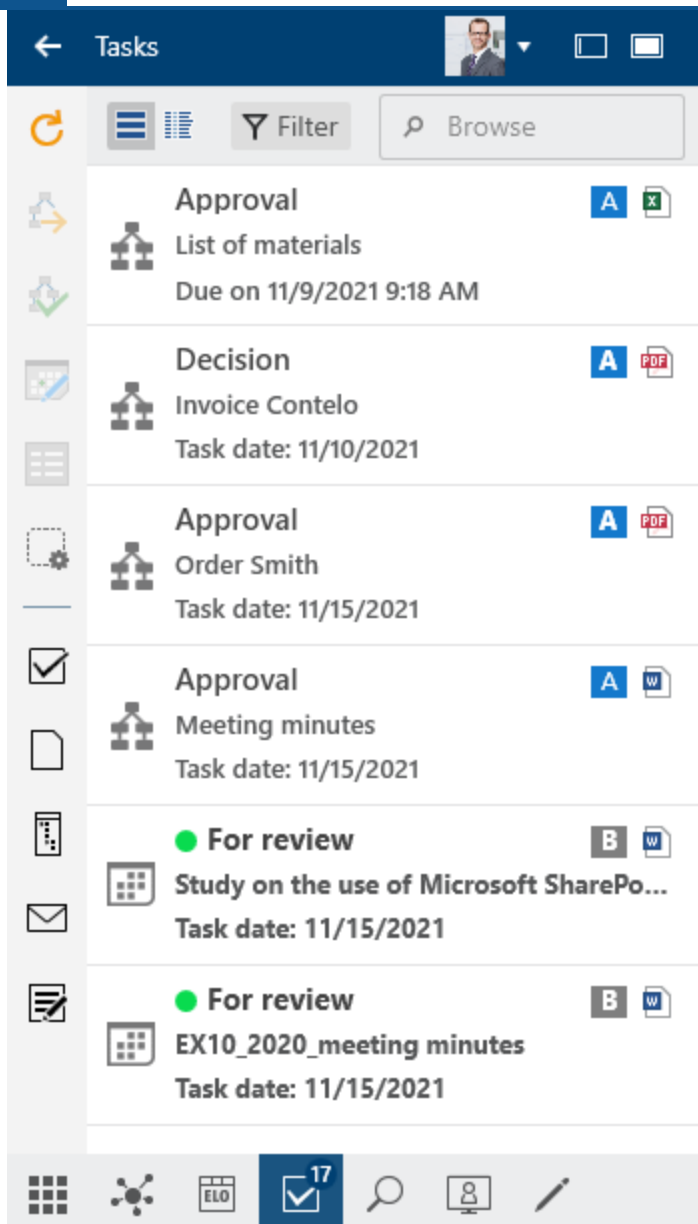 Tasks
Filter
Browse
Approval
A
X
List of materials
Due on 11/9/2021 9:18 AM
Decision
A
PDF
Invoice Contelo
Task date: 11/10/2021
Approval
A
PDF
Order Smith
Task date: 11/15/2021
Approval
A
W
Meeting minutes
Task date: 11/15/2021
For review
B
W
Study on the use of Microsoft SharePo...
Task date: 11/15/2021
For review
B
W
EX10_2020_meeting minutes
Task date: 11/15/2021
ELO
17